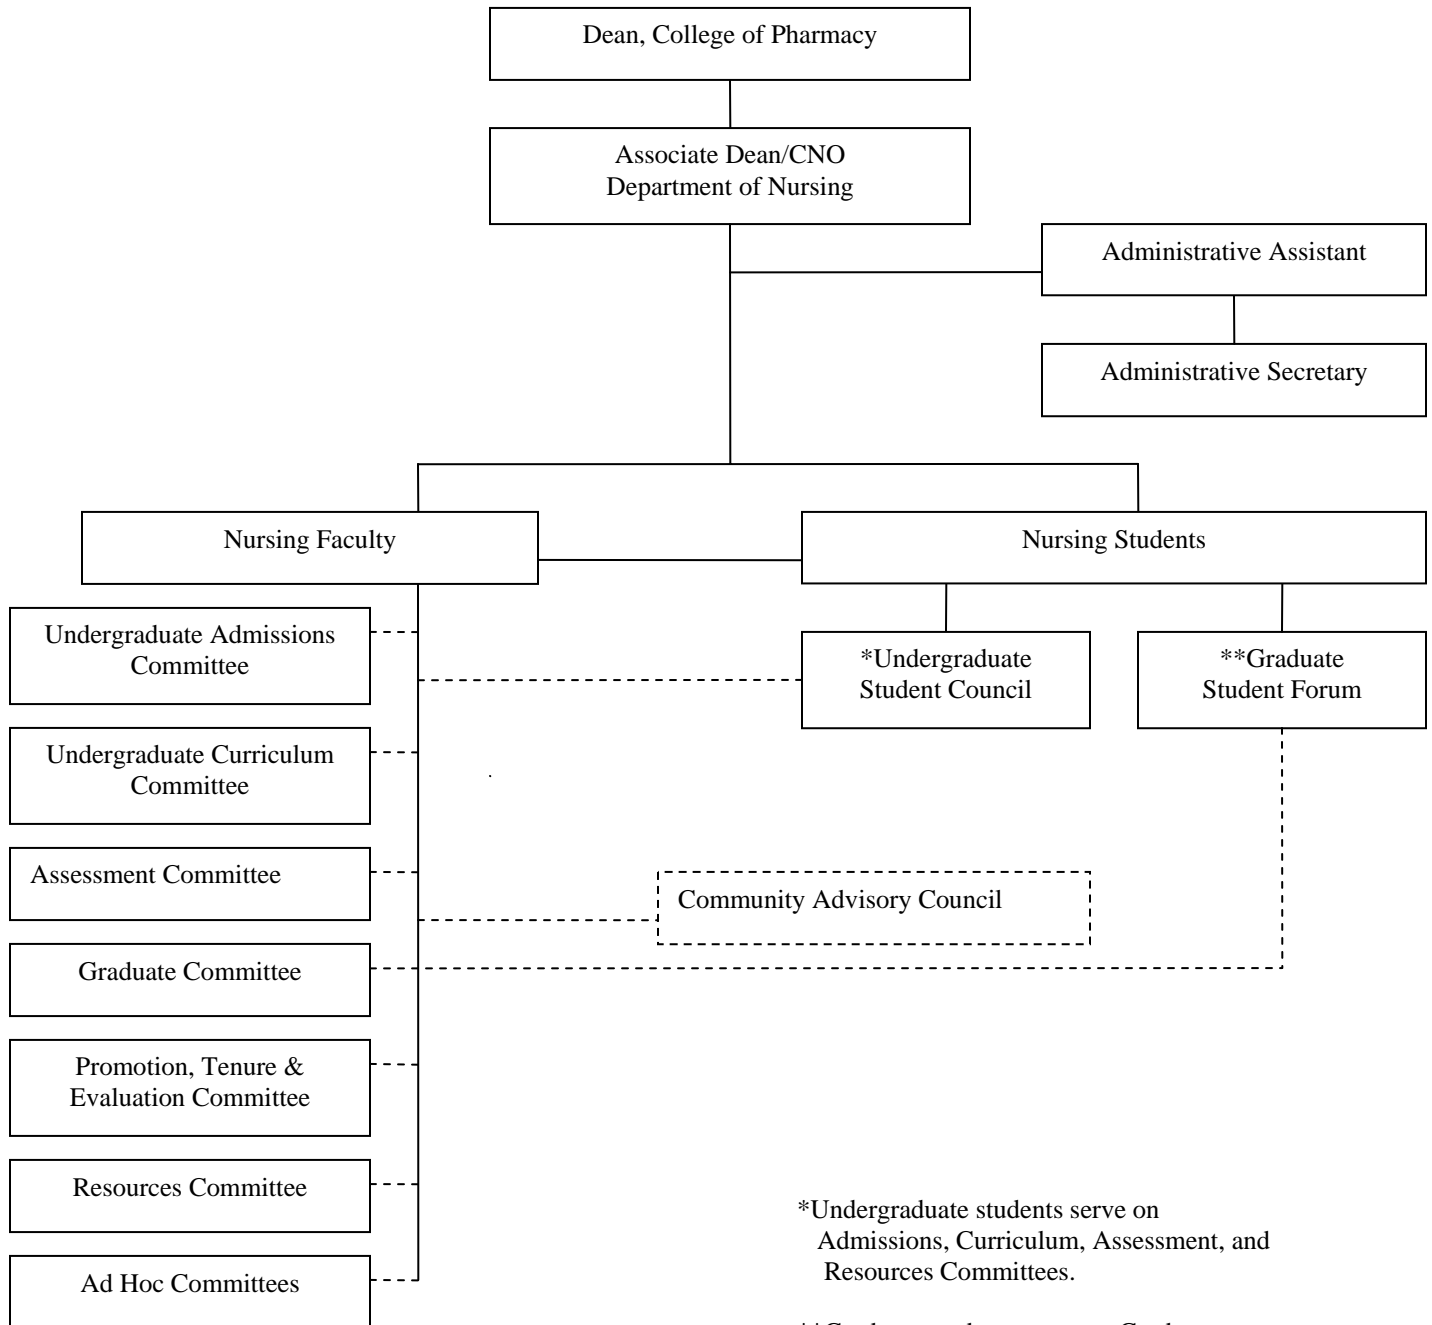 Dean, College of Pharmacy
Associate Dean/CNO
Department of Nursing
Administrative Assistant
Administrative Secretary
Nursing Faculty
Nursing Students
Undergraduate Admissions
Committee
*Undergraduate
Student Council
**Graduate
Student Forum
Undergraduate Curriculum
Committee
Assessment Committee
Community Advisory Council
Graduate Committee
Promotion, Tenure &
Evaluation Committee
Resources Committee
Ad Hoc Committees
*Undergraduate students serve on
Admissions, Curriculum, Assessment, and
Resources Committees.